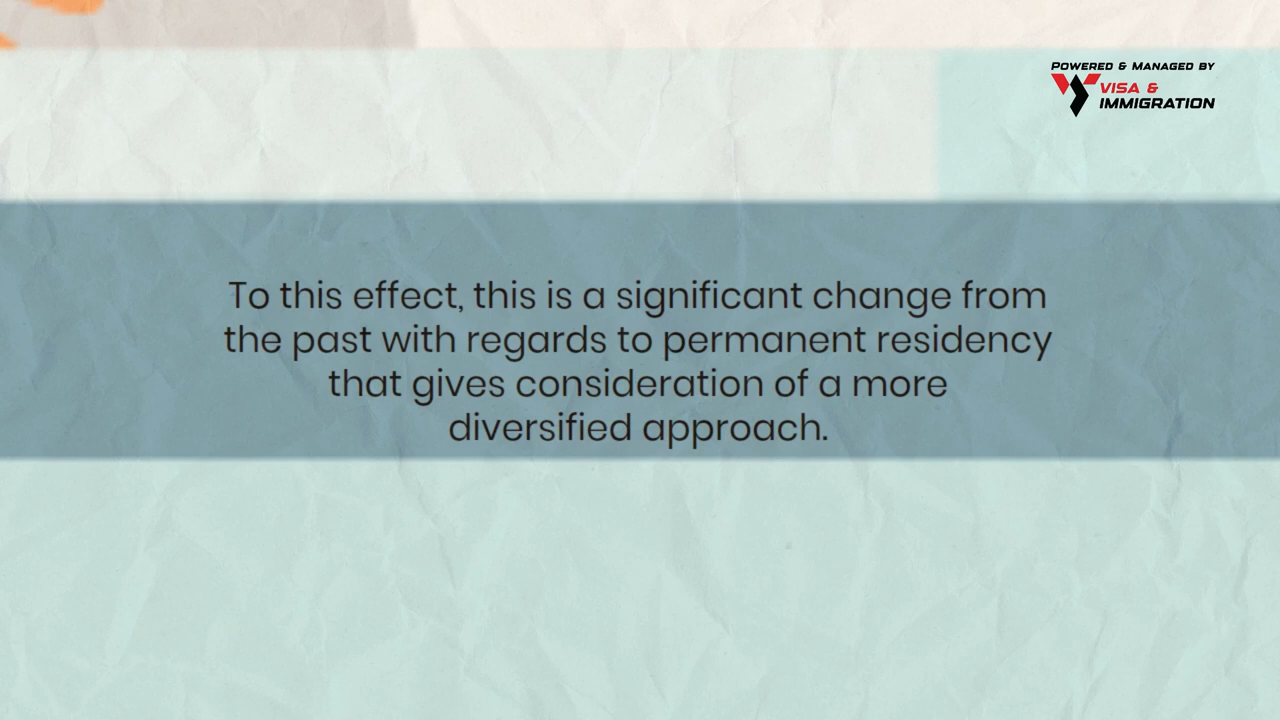 POWERED & MANAGED BY
VISA &
IMMIGRATION
To this effect, this is a significant change from
the past with regards to permanent residency
that gives consideration of a more
diversified approach.